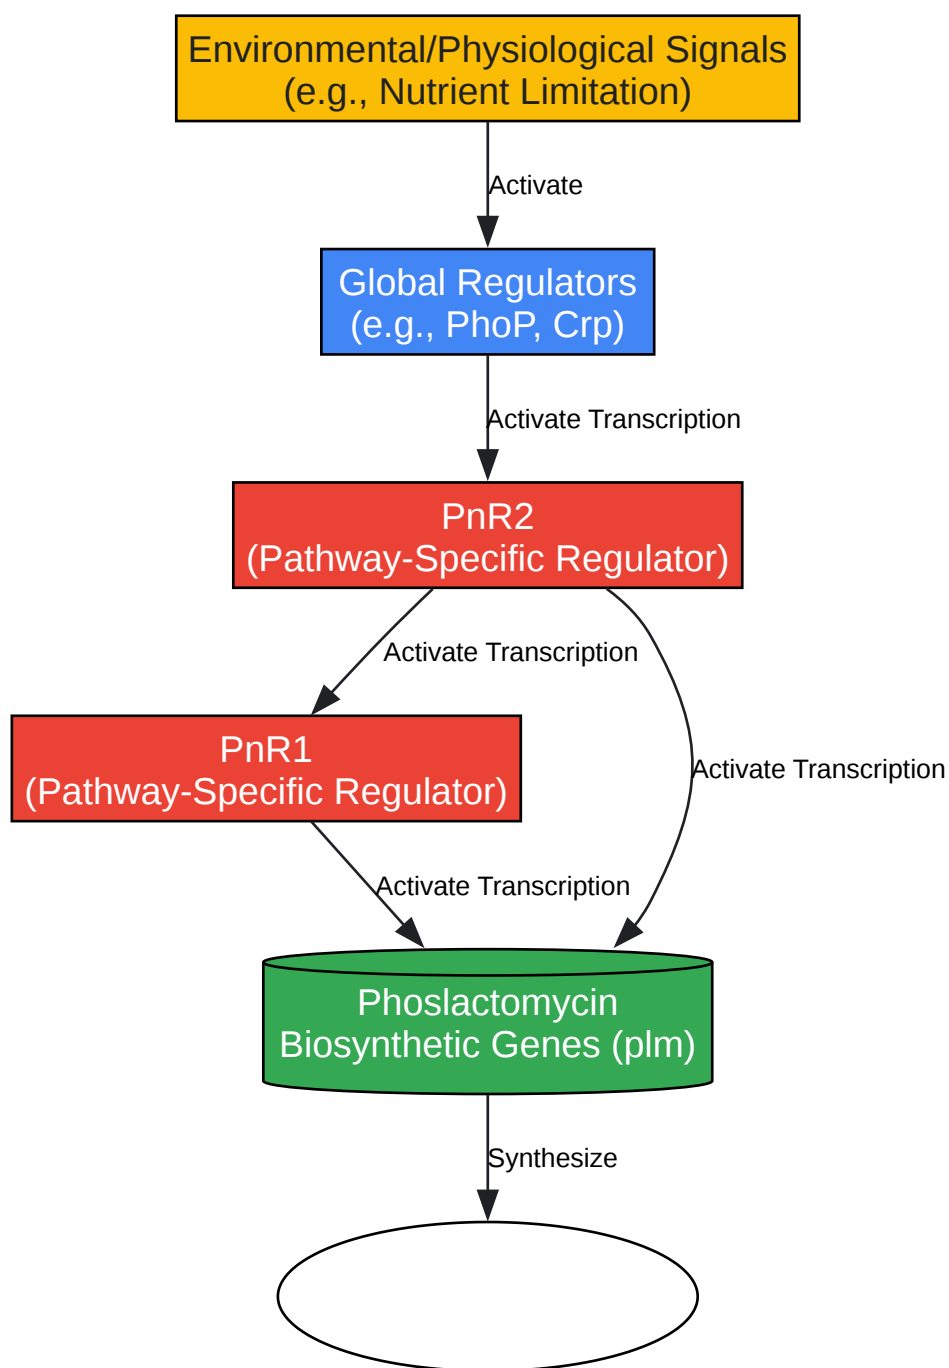 Environmental/Physiological Signals
(e.g., Nutrient Limitation)
Activate
Global Regulators
(e.g., PhoP, Crp)
Activate Transcription
PnR2
(Pathway-Specific Regulator)
Activate Transcription
PnR1
(Pathway-Specific Regulator)
Activate Transcription
Activate Transcription
Phoslactomycin
Biosynthetic Genes (plm)
Synthesize